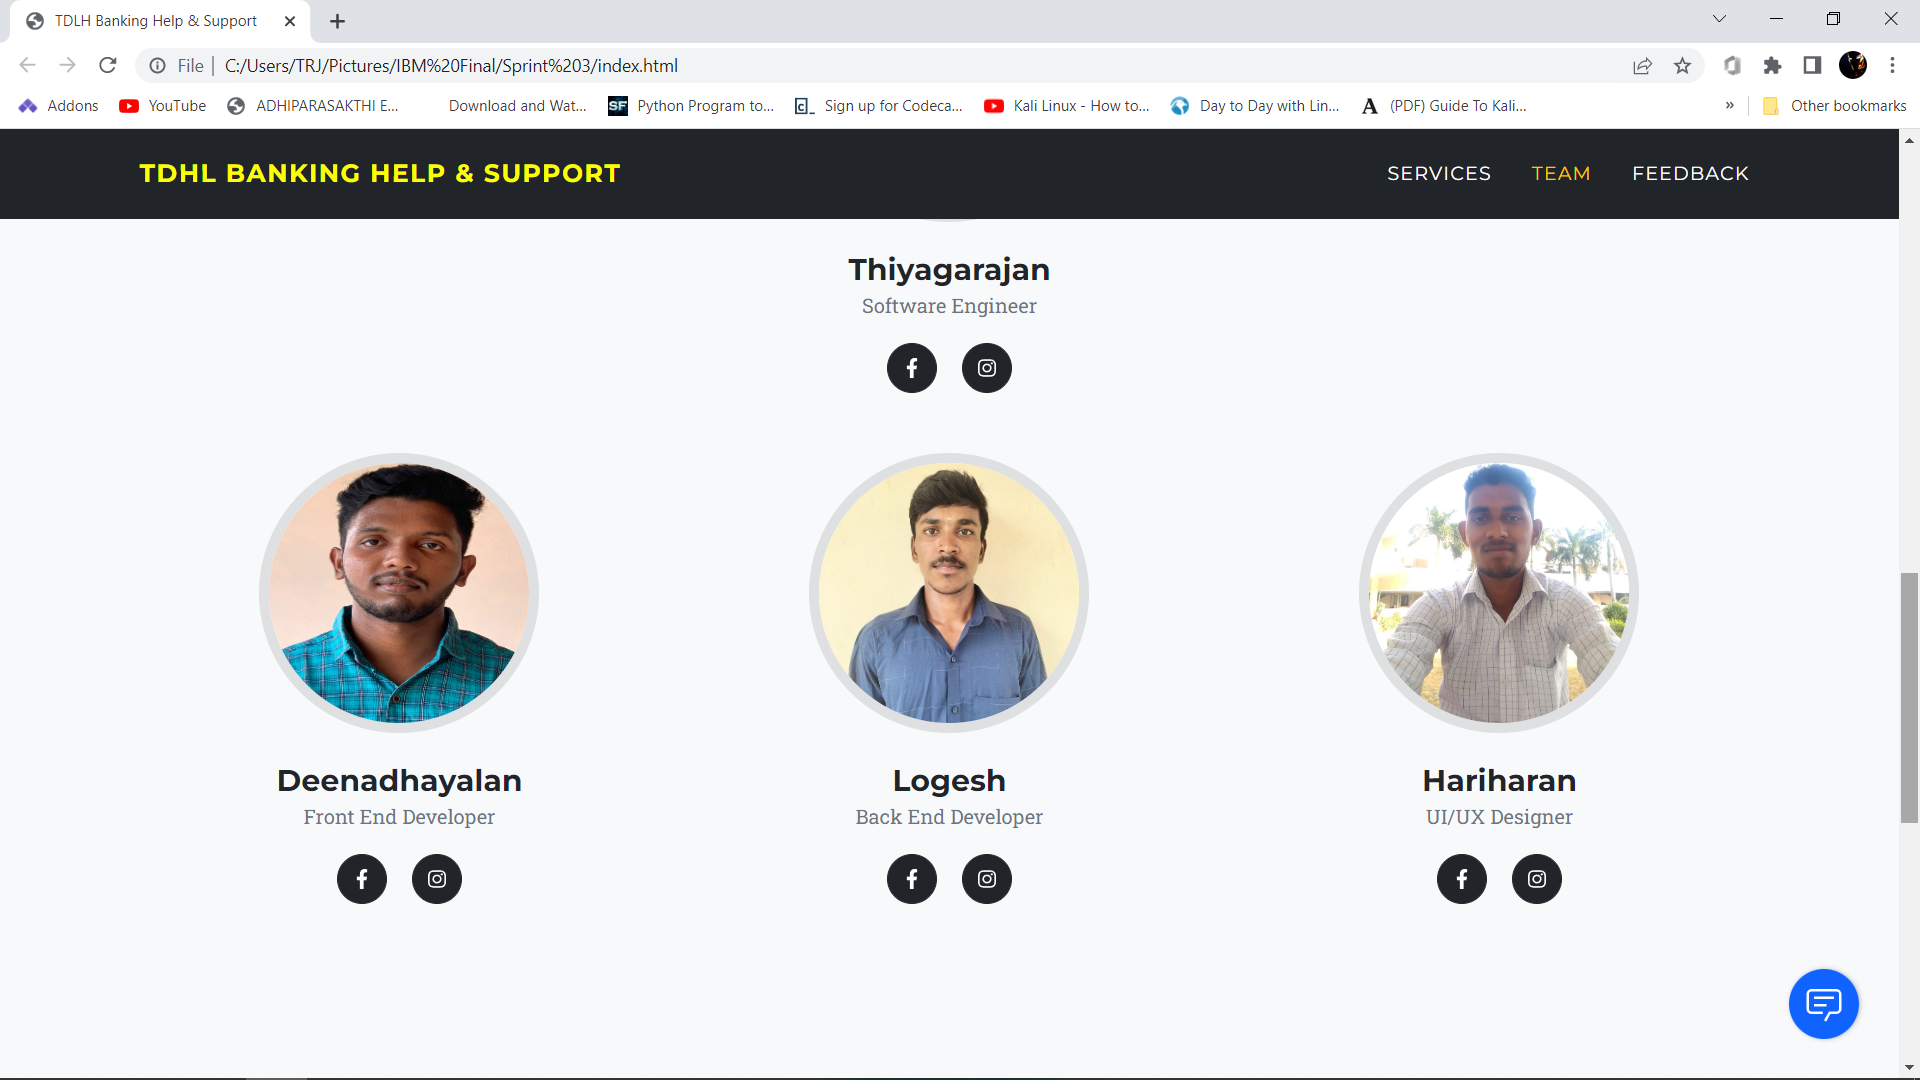 TDLH Banking Help & Support
File | C:/Users/TRJ/Pictures/IBM%20Final/Sprint%203/index.html
Addons YouTube ADHIPARASAKTHI E... Download and Wat... SF Python Program to... c_ Sign up for Codeca... Kali Linux - How to... Day to Day with Lin... A (PDF) Guide To Kali... » Other bookmarks
TDHL BANKING HELP & SUPPORT SERVICES TEAM FEEDBACK
Thiyagarajan
Software Engineer
Deenadhayalan
Front End Developer
Logesh
Back End Developer
Hariharan
UI/UX Designer